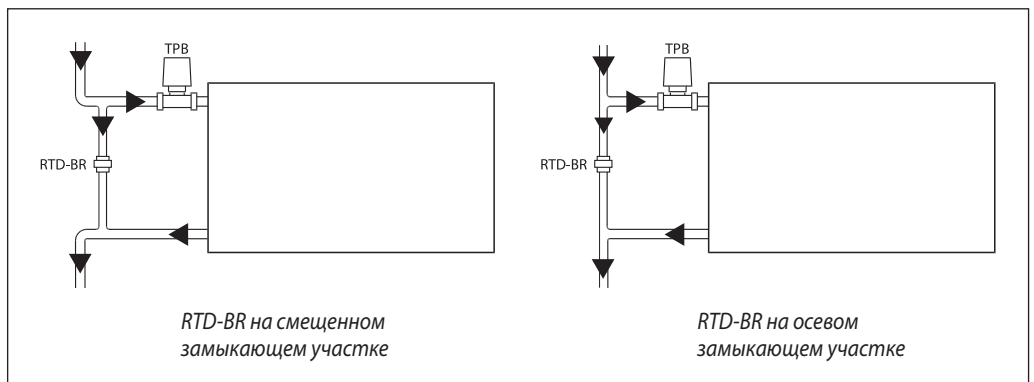 ТРВ
RTD-BR
RTD-BR на смещенном
замыкающем участке
ТРВ
RTD-BR
RTD-BR на осевом
замыкающем участке